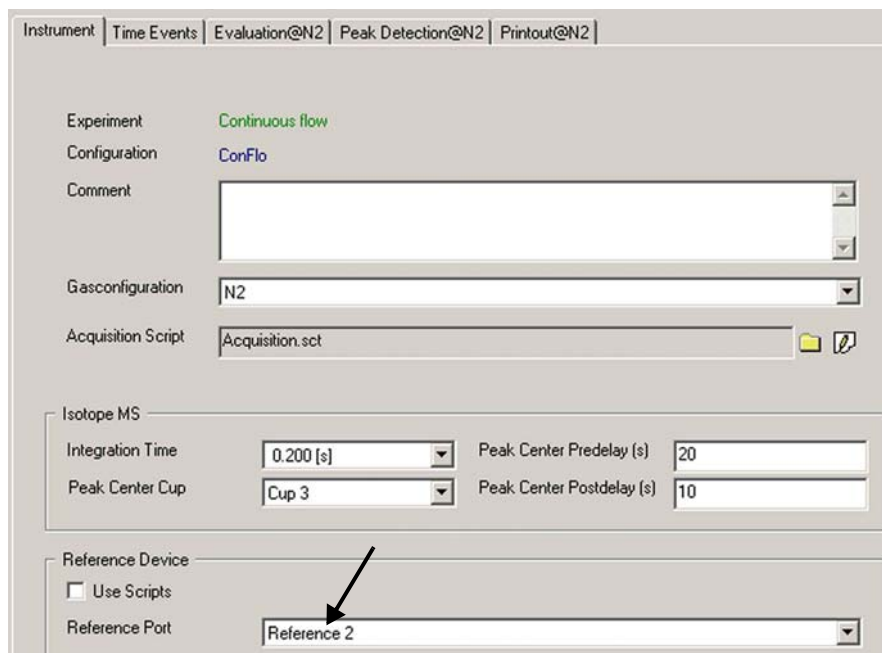 Instrument Time Events Evaluation@N2 Peak Detection@N2 Printout@N2
Experiment Continuous flow
Configuration ConFlo
Comment
Gasconfiguration N2
Acquisition Script Acquisition.sct
Isotope MS
Integration Time 0.200 [s] Peak Center Predelay (s) 20
Peak Center Cup Cup 3 Peak Center Postdelay (s) 10
Reference Device
Use Scripts
Reference Port Reference 2